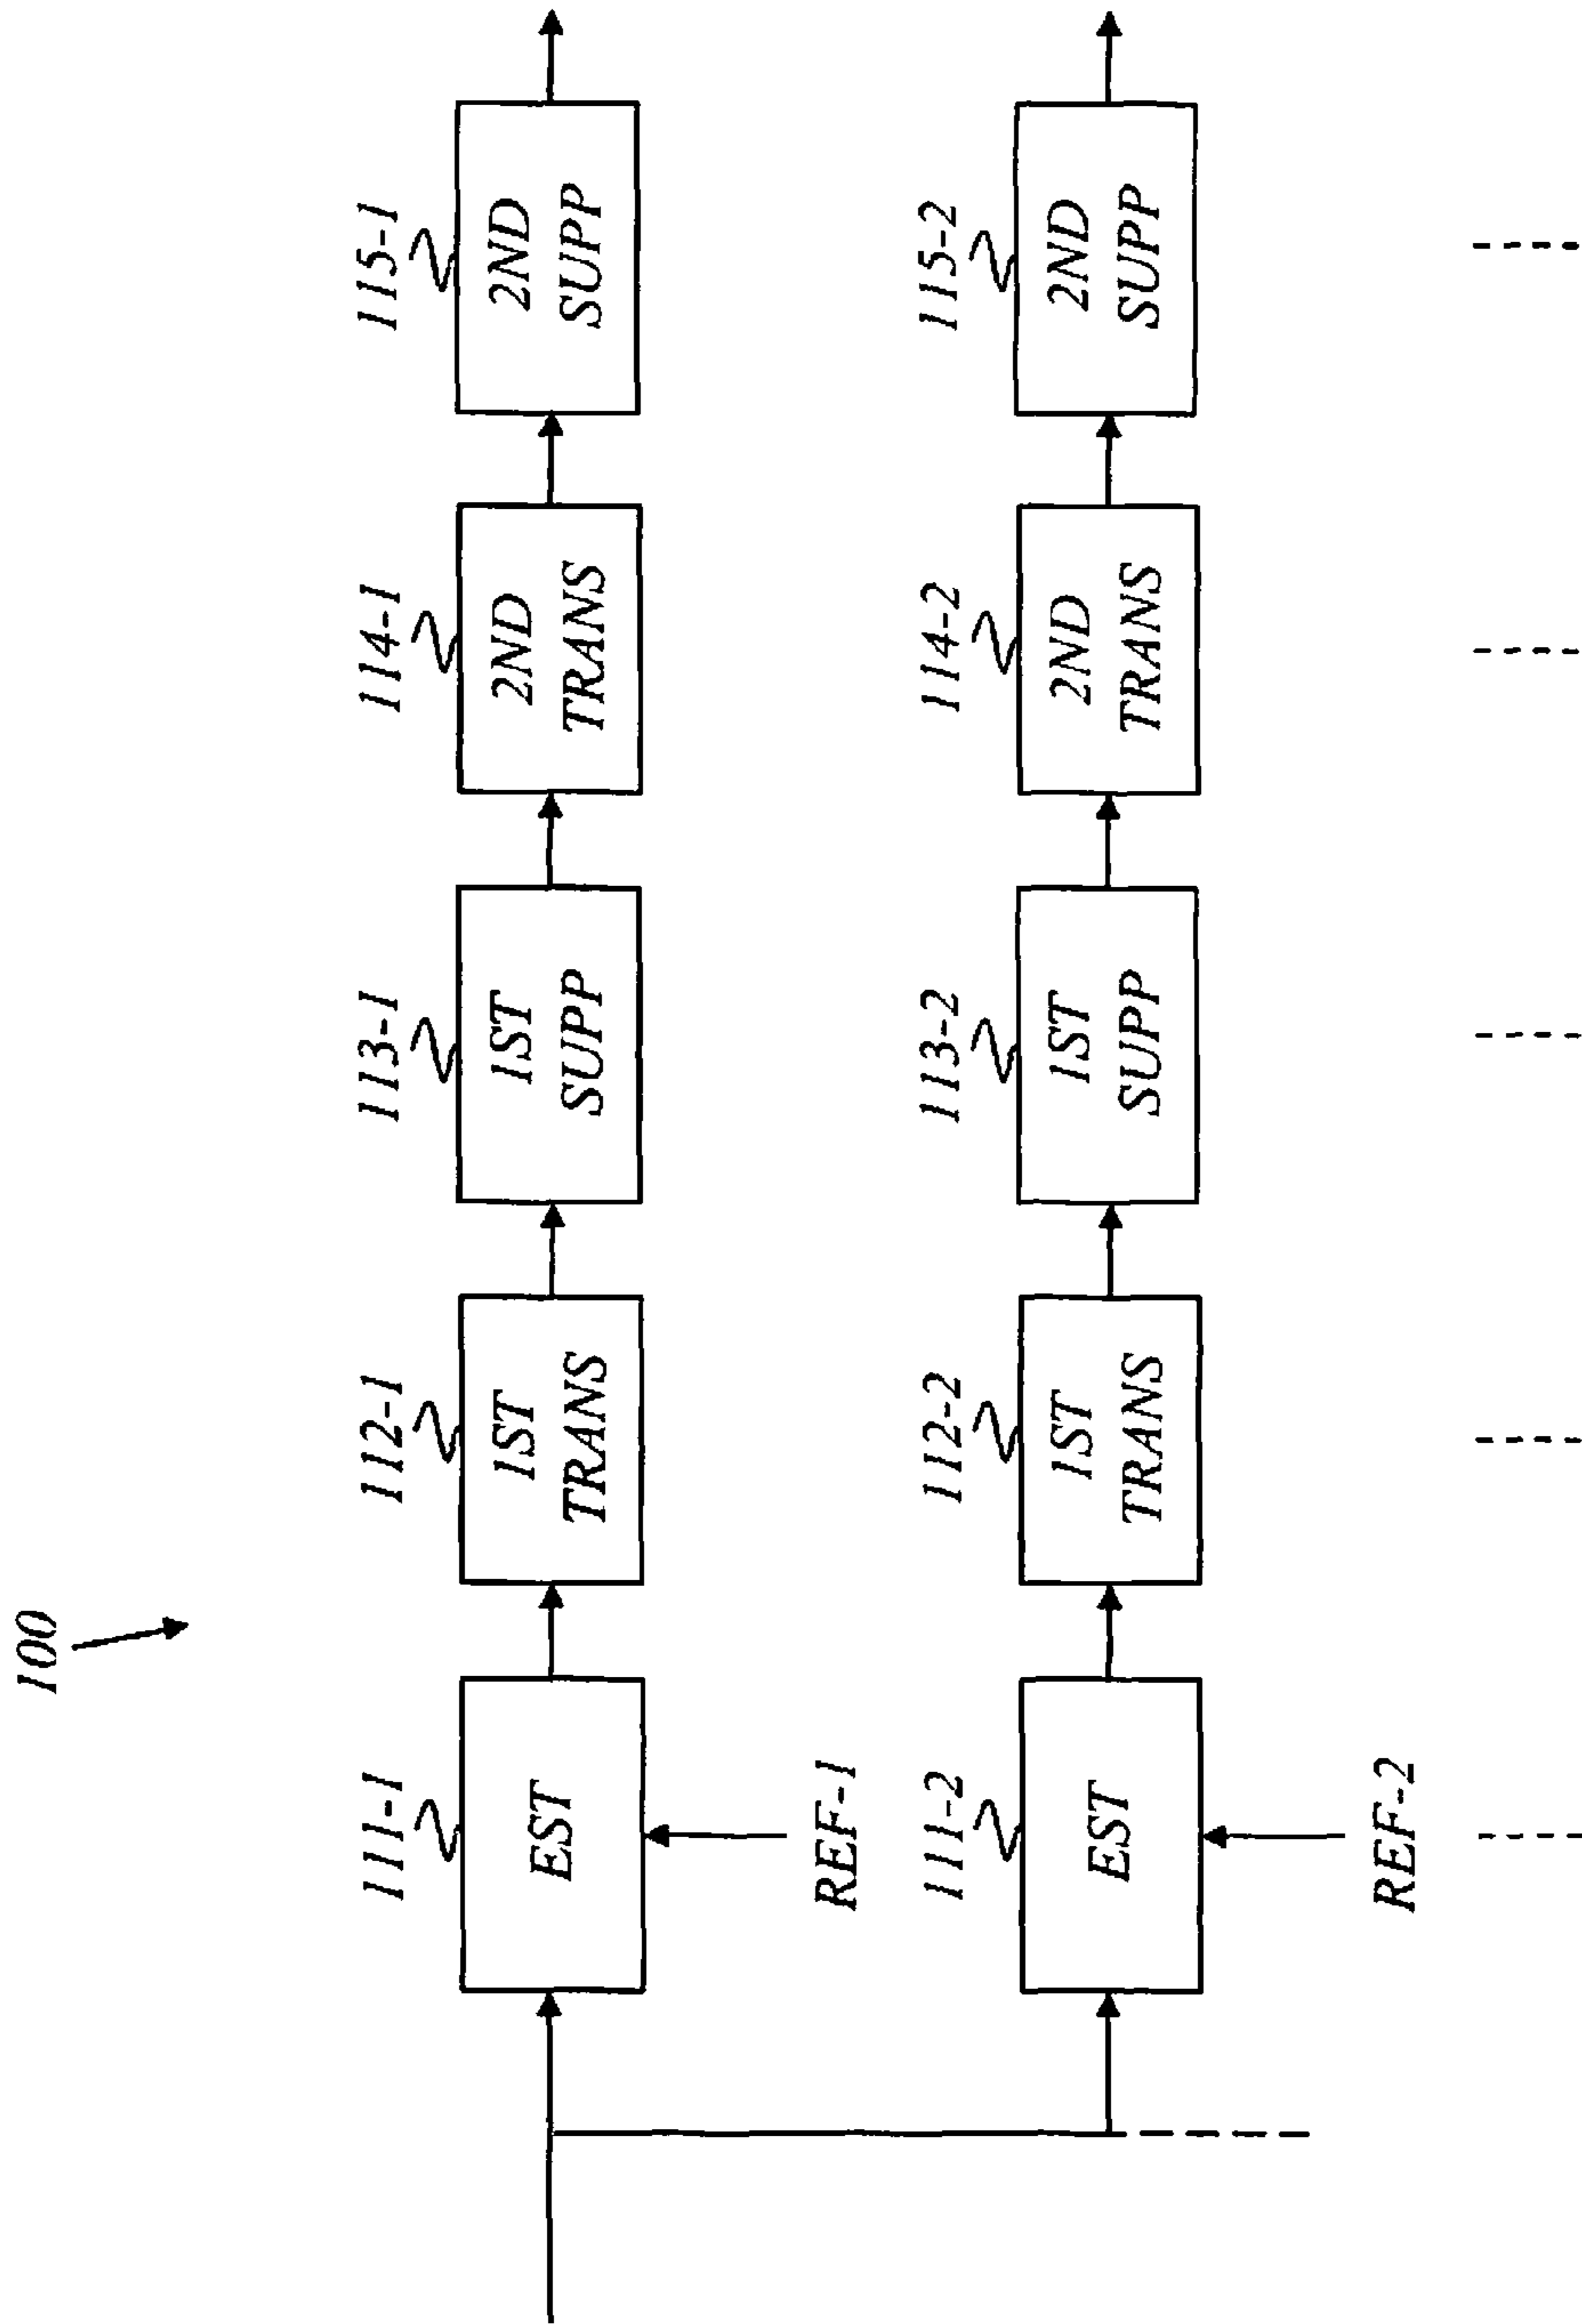 100
111-1
112-1
113-1
114-1
115-1
EST
1ST
TRANS
1ST
SUPP
2ND
TRANS
2ND
SUPP
REF-1
111-2
112-2
113-2
114-2
115-2
EST
1ST
TRANS
1ST
SUPP
2ND
TRANS
2ND
SUPP
REF-2